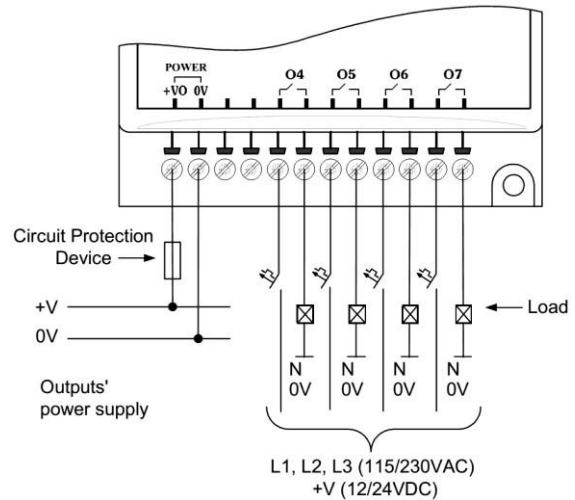 POWER
+VO 0V
O4 O5 O6 O7
Circuit Protection
Device
+V
0V
Load
N N N N
0V 0V 0V 0V
Outputs'
power supply
L1, L2, L3 (115/230VAC)
+V (12/24VDC)